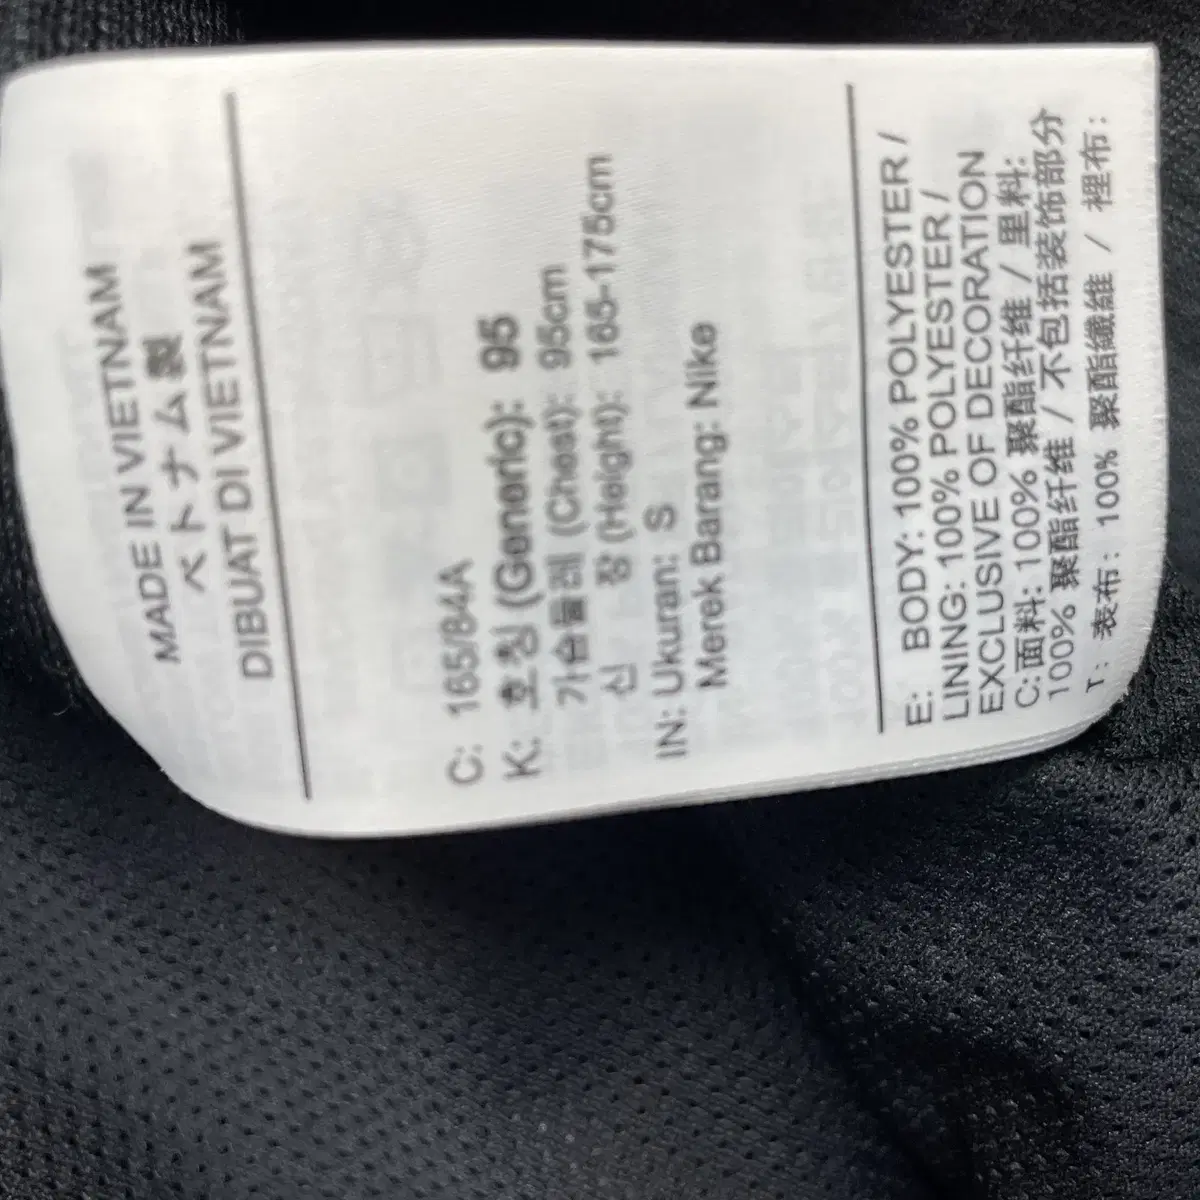 MADE IN VIETNAM
ベトナム製
DIBUAT DI VIETNAM
C: 165/84A
K: 호칭 (Generic): 95
가슴둘레 (Chest): 95cm
신 장 (Height): 165-175cm
IN: Ukuran: S
Merek Barang: Nike
E: BODY: 100% POLYESTER /
LINING: 100% POLYESTER /
EXCLUSIVE OF DECORATION
C: 面料: 100% 聚酯纤维 / 里料:
100% 聚酯纤维 / 不包括装饰部分
T: 表布: 100% 聚酯纖維 / 裡布: